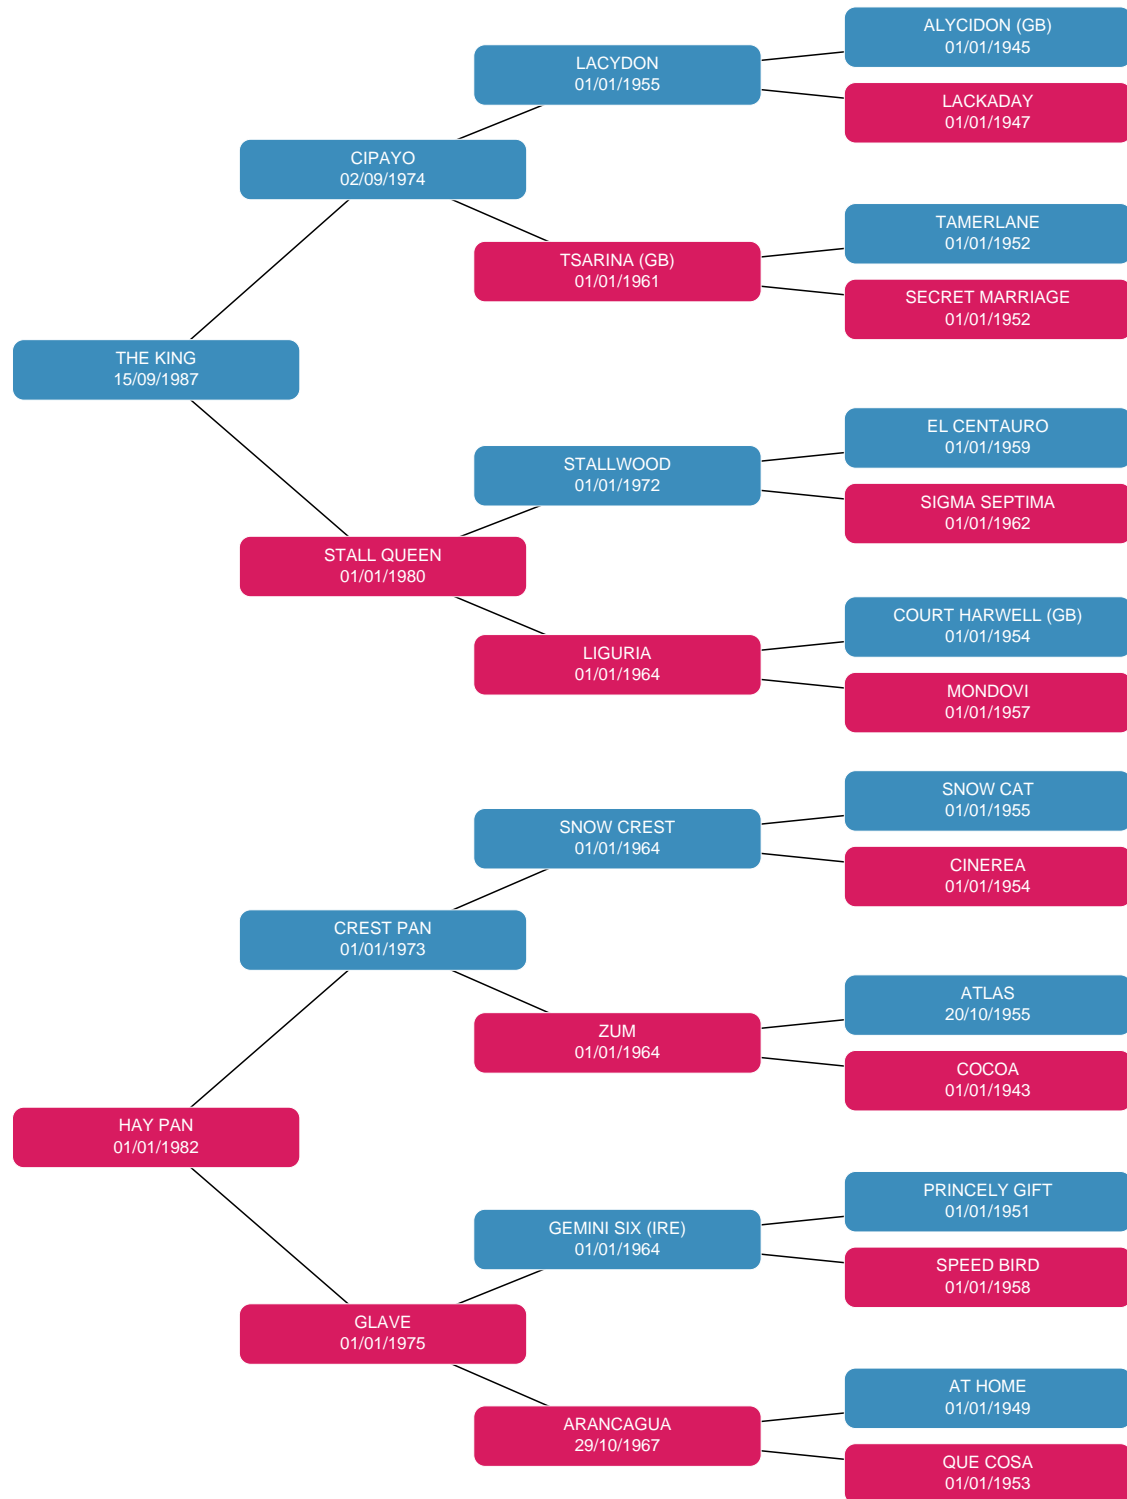 ALYCIDON (GB)
01/01/1945
LACYDON
01/01/1955
LACKADAY
01/01/1947
CIPAYO
02/09/1974
TAMERLANE
01/01/1952
TSARINA (GB)
01/01/1961
SECRET MARRIAGE
01/01/1952
THE KING
15/09/1987
EL CENTAURO
01/01/1959
STALLWOOD
01/01/1972
SIGMA SEPTIMA
01/01/1962
STALL QUEEN
01/01/1980
COURT HARWELL (GB)
01/01/1954
LIGURIA
01/01/1964
MONDOVI
01/01/1957
SNOW CAT
01/01/1955
SNOW CREST
01/01/1964
CINEREA
01/01/1954
CREST PAN
01/01/1973
ATLAS
20/10/1955
ZUM
01/01/1964
COCOA
01/01/1943
HAY PAN
01/01/1982
PRINCELY GIFT
01/01/1951
GEMINI SIX (IRE)
01/01/1964
SPEED BIRD
01/01/1958
GLAVE
01/01/1975
AT HOME
01/01/1949
ARANCAGUA
29/10/1967
QUE COSA
01/01/1953